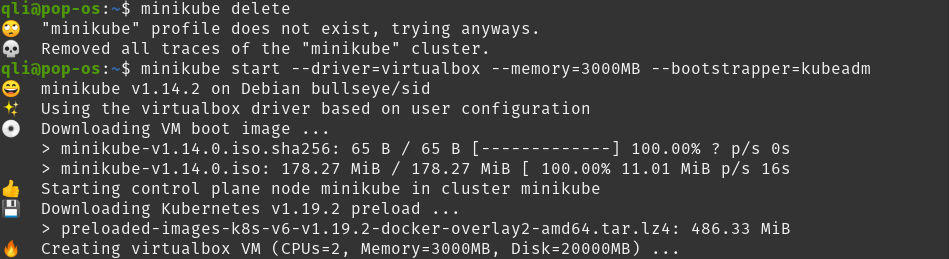 qli@pop-os:~$ minikube delete
🙄 "minikube" profile does not exist, trying anyways.
💀 Removed all traces of the "minikube" cluster.
qli@pop-os:~$ minikube start --driver=virtualbox --memory=3000MB --bootstrapper=kubeadm
😄 minikube v1.14.2 on Debian bullseye/sid
✨ Using the virtualbox driver based on user configuration
💿 Downloading VM boot image ...
> minikube-v1.14.0.iso.sha256: 65 B / 65 B [-------------] 100.00% ? p/s 0s
> minikube-v1.14.0.iso: 178.27 MiB / 178.27 MiB [ 100.00% 11.01 MiB p/s 16s
👍 Starting control plane node minikube in cluster minikube
💾 Downloading Kubernetes v1.19.2 preload ...
> preloaded-images-k8s-v6-v1.19.2-docker-overlay2-amd64.tar.lz4: 486.33 MiB
🔥 Creating virtualbox VM (CPUs=2, Memory=3000MB, Disk=20000MB) ...